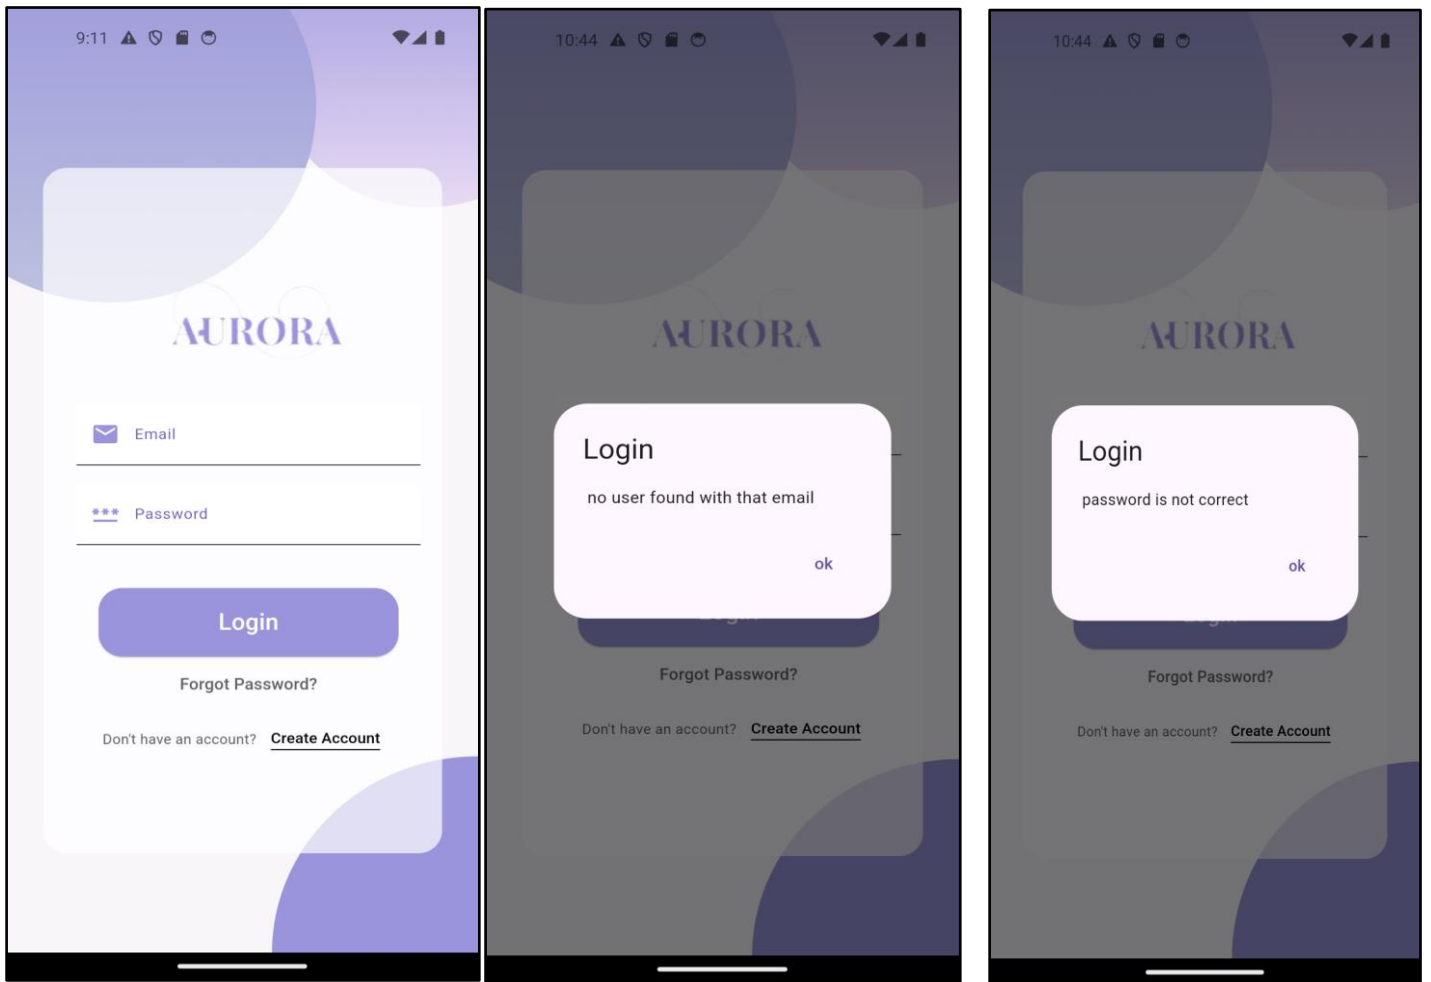 9:11
AURORA
Email
*** Password
Login
Forgot Password?
Don't have an account? Create Account
10:44
AURORA
Login
no user found with that email
ok
Forgot Password?
Don't have an account? Create Account
10:44
AURORA
Login
password is not correct
ok
Forgot Password?
Don't have an account? Create Account